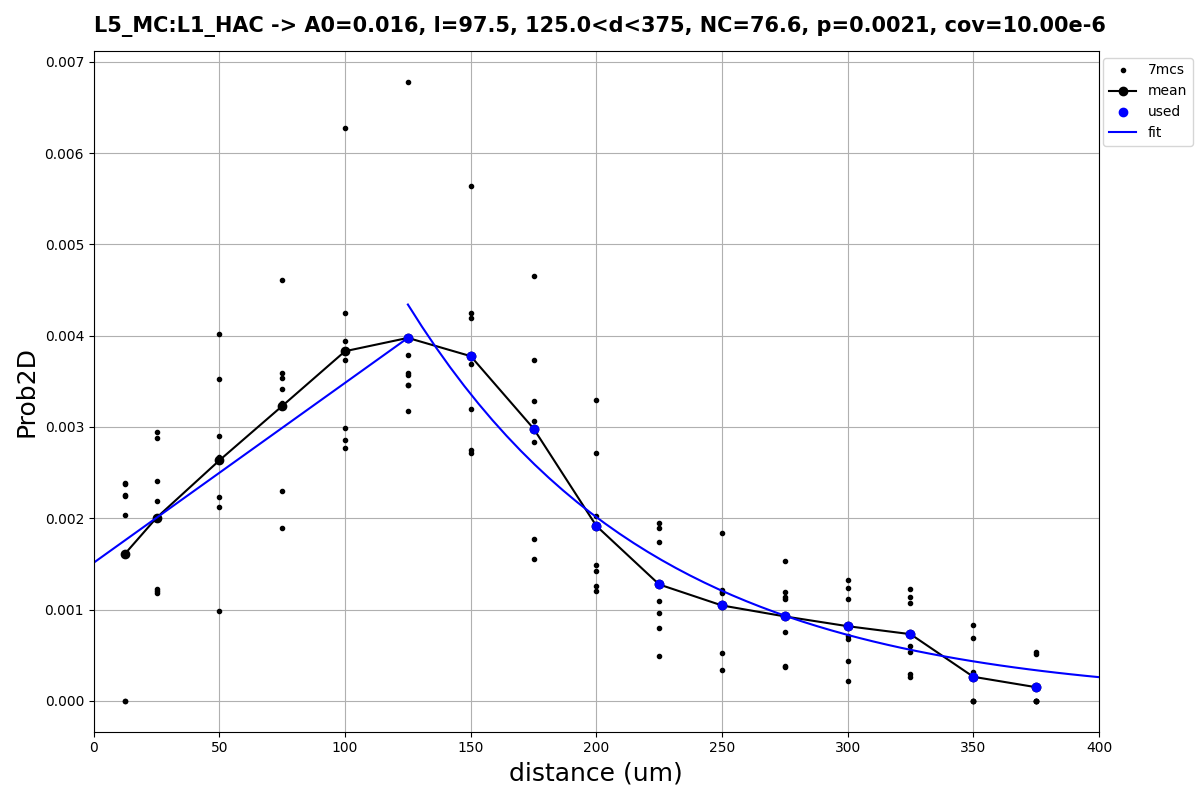 L5_MC:L1_HAC -> A0=0.016, l=97.5, 125.0<d<375, NC=76.6, p=0.0021, cov=10.00e-6
7mcs
mean
used
fit
Prob2D
0.007
0.006
0.005
0.004
0.003
0.002
0.001
0.000
0 50 100 150 200 250 300 350 400
distance (um)